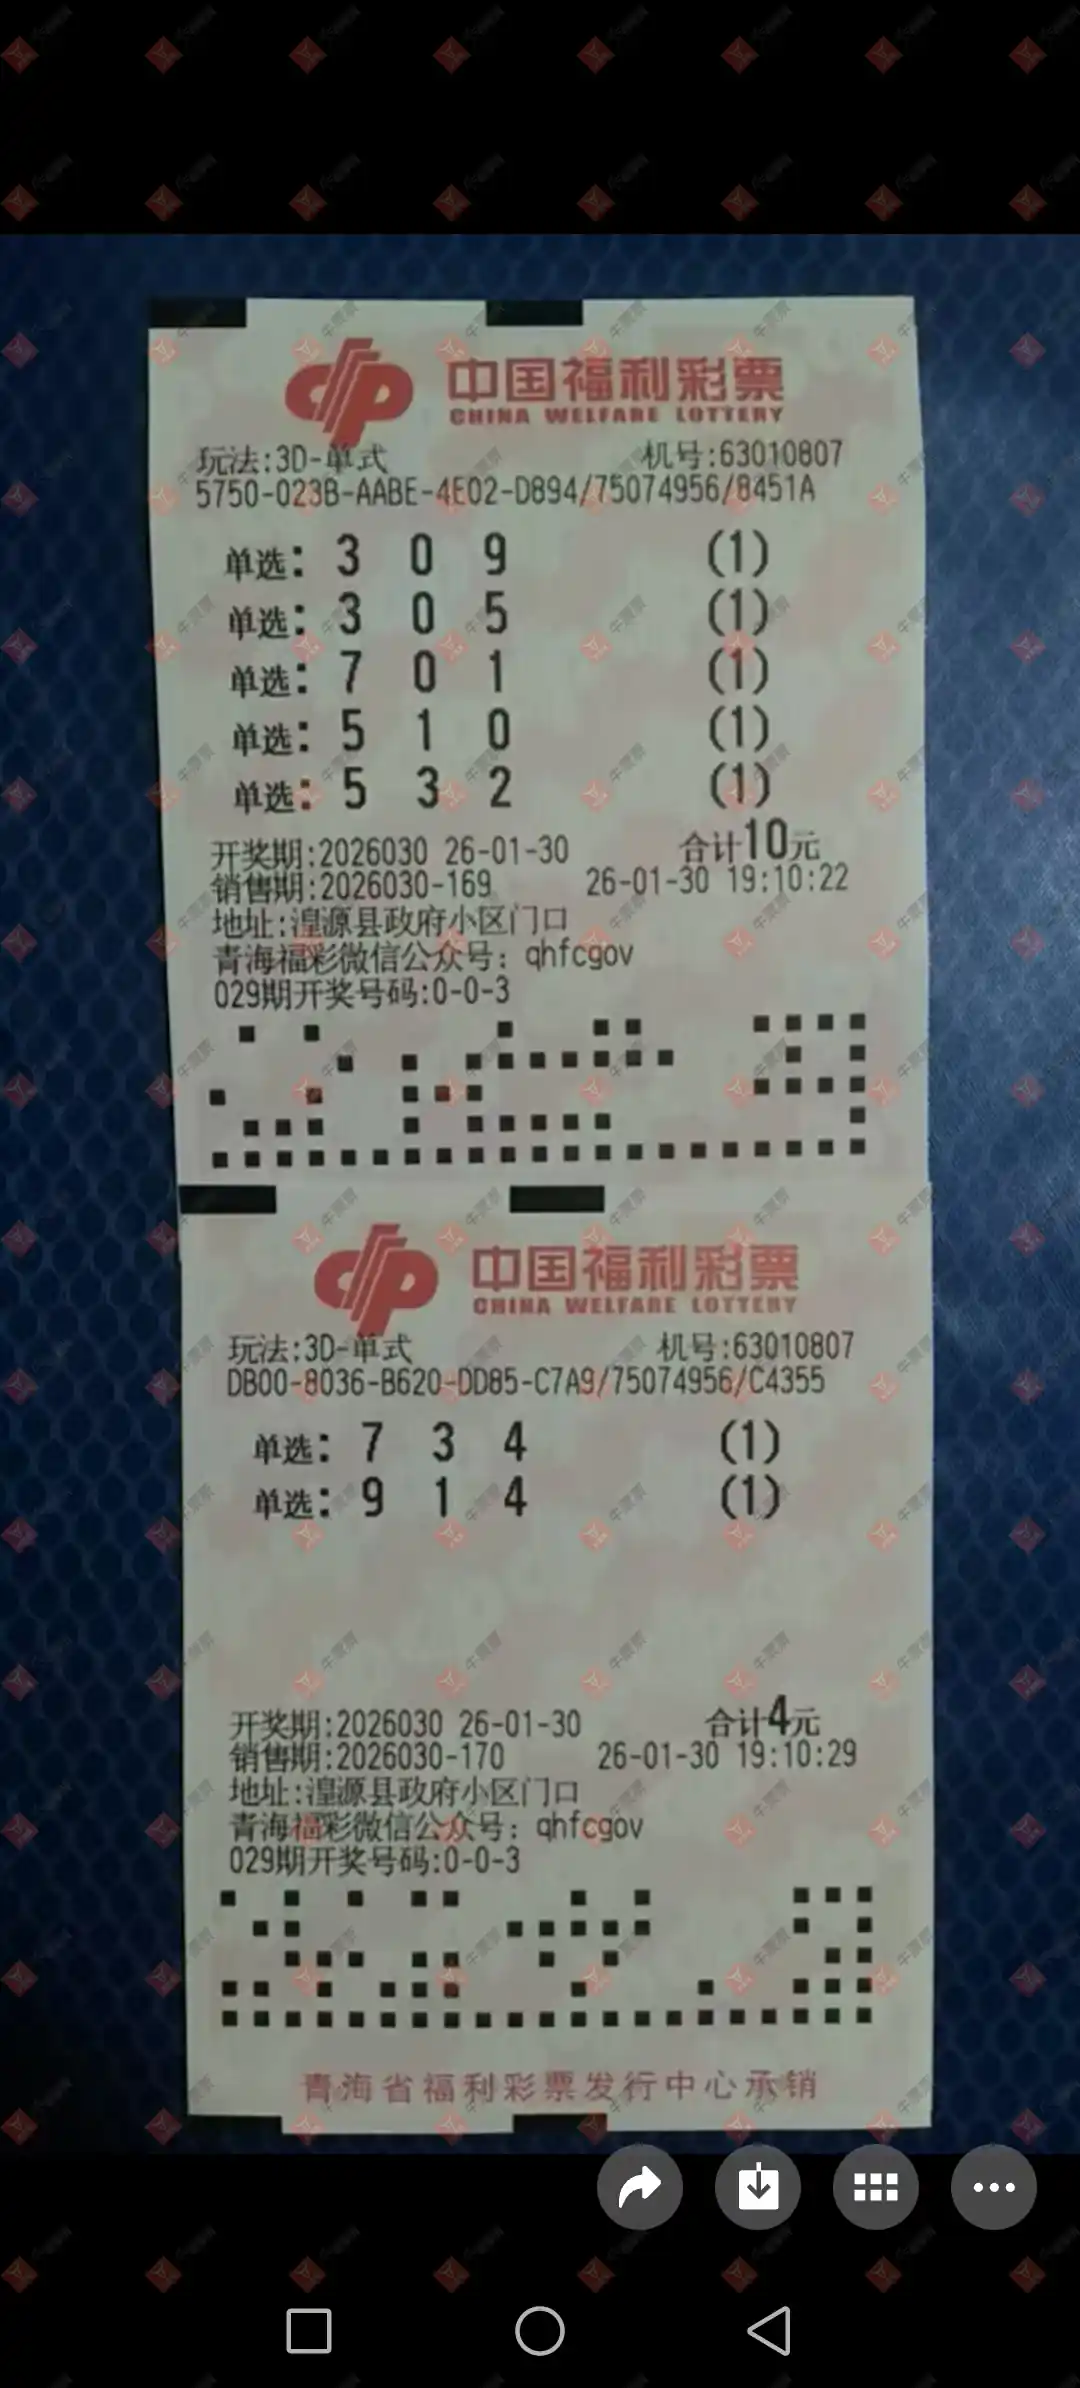 中国福利彩票
CHINA WELFARE LOTTERY
玩法:3D-单式 机号:63010807
5750-023B-AABE-4E02-D894/75074956/8451A
单选: 3 0 9 (1)
单选: 3 0 5 (1)
单选: 7 0 1 (1)
单选: 5 1 0 (1)
单选: 5 3 2 (1)
开奖期:2026030 26-01-30 合计10元
销售期:2026030-169 26-01-30 19:10:22
地址:湟源县政府小区门口
青海福彩微信公众号: qhfcgov
029期开奖号码:0-0-3
中国福利彩票
CHINA WELFARE LOTTERY
玩法:3D-单式 机号:63010807
DB00-8036-B620-DD85-C7A9/75074956/C4355
单选: 7 3 4 (1)
单选: 9 1 4 (1)
开奖期:2026030 26-01-30 合计4元
销售期:2026030-170 26-01-30 19:10:29
地址:湟源县政府小区门口
青海福彩微信公众号: qhfcgov
029期开奖号码:0-0-3
青海省福利彩票发行中心承销